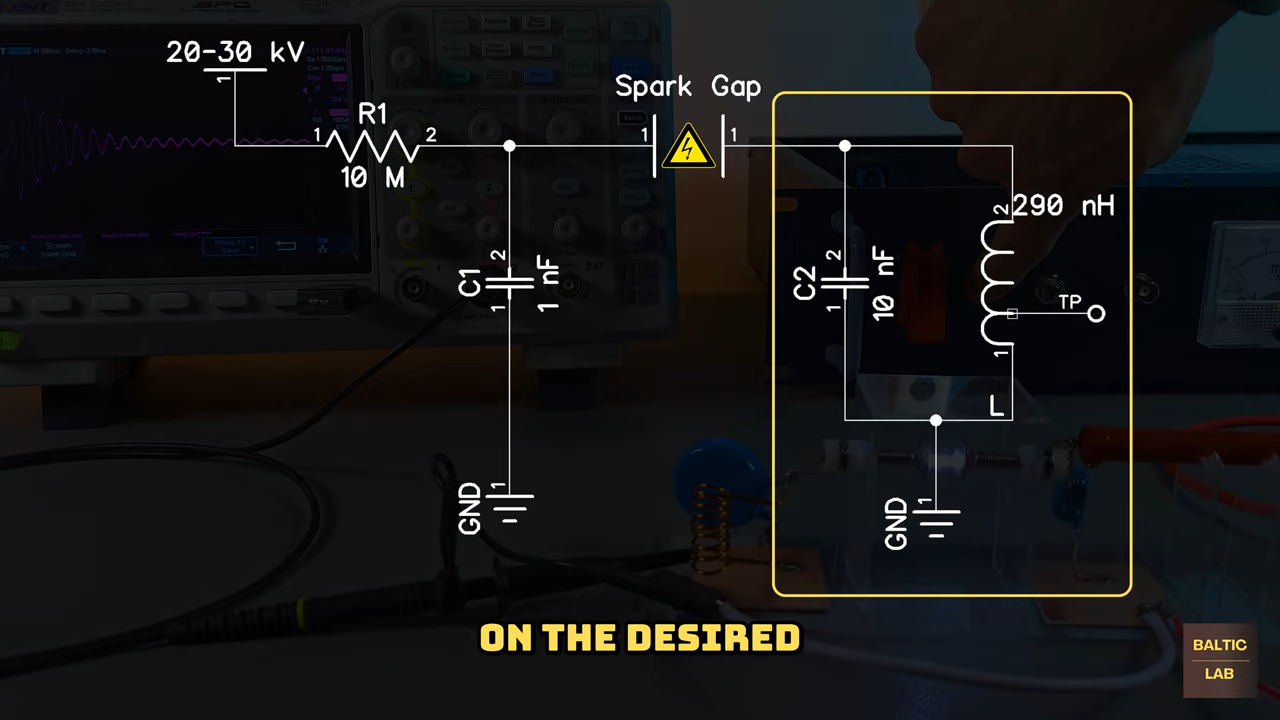 20-30 kV
1
R1
1
2
10 M
Spark Gap
1
1
C1
2
1
1 nF
GND
1
C2
2
1
10 nF
2
290 nH
TP
1
L
GND
1
ON THE DESIRED
BALTIC
LAB